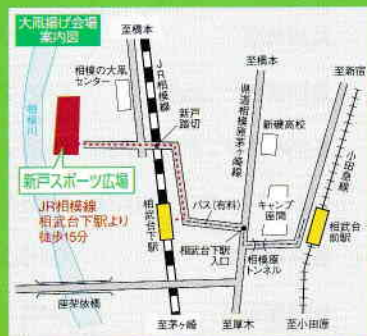 大凧揚げ会場
案内図
至橋本
至橋本
至新宿
相模の大凧
センター
JR相模線
県道相模原茅ヶ崎線
相模川
新戸
踏切
新磯高校
小田急線
新戸スポーツ広場
JR相模線
相武台下駅より
徒歩15分
相武台下駅
バス(有料)
キャンプ
座間
相武台
前駅
相武台下駅
入口
相模原
トンネル
座架依橋
至茅ヶ崎
至厚木
至小田原